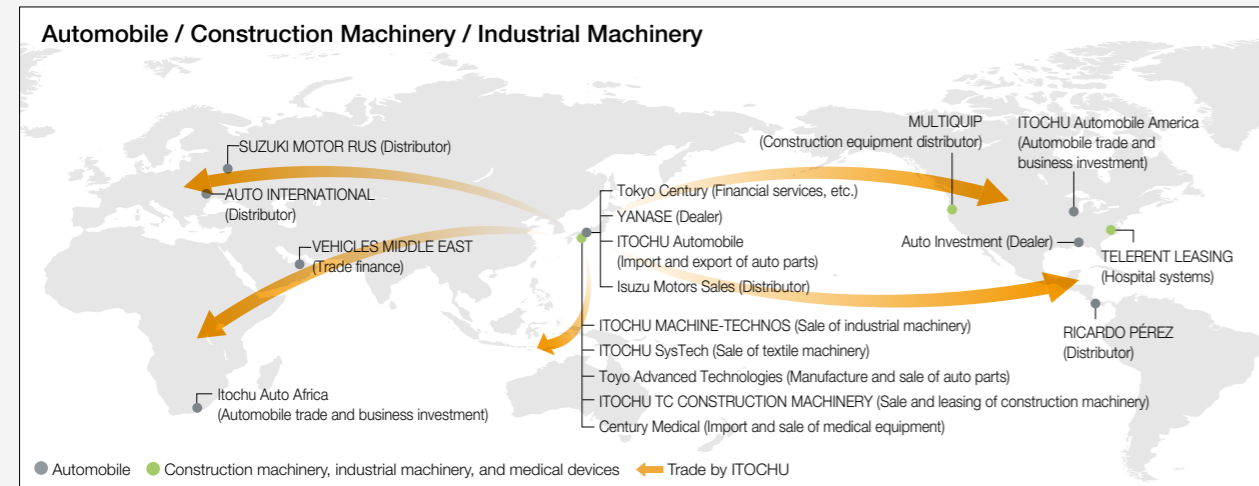 Automobile / Construction Machinery / Industrial Machinery
SUZUKI MOTOR RUS (Distributor)
AUTO INTERNATIONAL
(Distributor)
VEHICLES MIDDLE EAST
(Trade finance)
Itochu Auto Africa
(Automobile trade and business investment)
Tokyo Century (Financial services, etc.)
YANASE (Dealer)
ITOCHU Automobile
(Import and export of auto parts)
Isuzu Motors Sales (Distributor)
ITOCHU MACHINE-TECHNOS (Sale of industrial machinery)
ITOCHU SysTech (Sale of textile machinery)
Toyo Advanced Technologies (Manufacture and sale of auto parts)
ITOCHU TC CONSTRUCTION MACHINERY (Sale and leasing of construction machinery)
Century Medical (Import and sale of medical equipment)
MULTIQUIP
(Construction equipment distributor)
ITOCHU Automobile America
(Automobile trade and
business investment)
Auto Investment (Dealer)
TELERENT LEASING
(Hospital systems)
RICARDO PÉREZ
(Distributor)
Automobile
Construction machinery, industrial machinery, and medical devices
Trade by ITOCHU